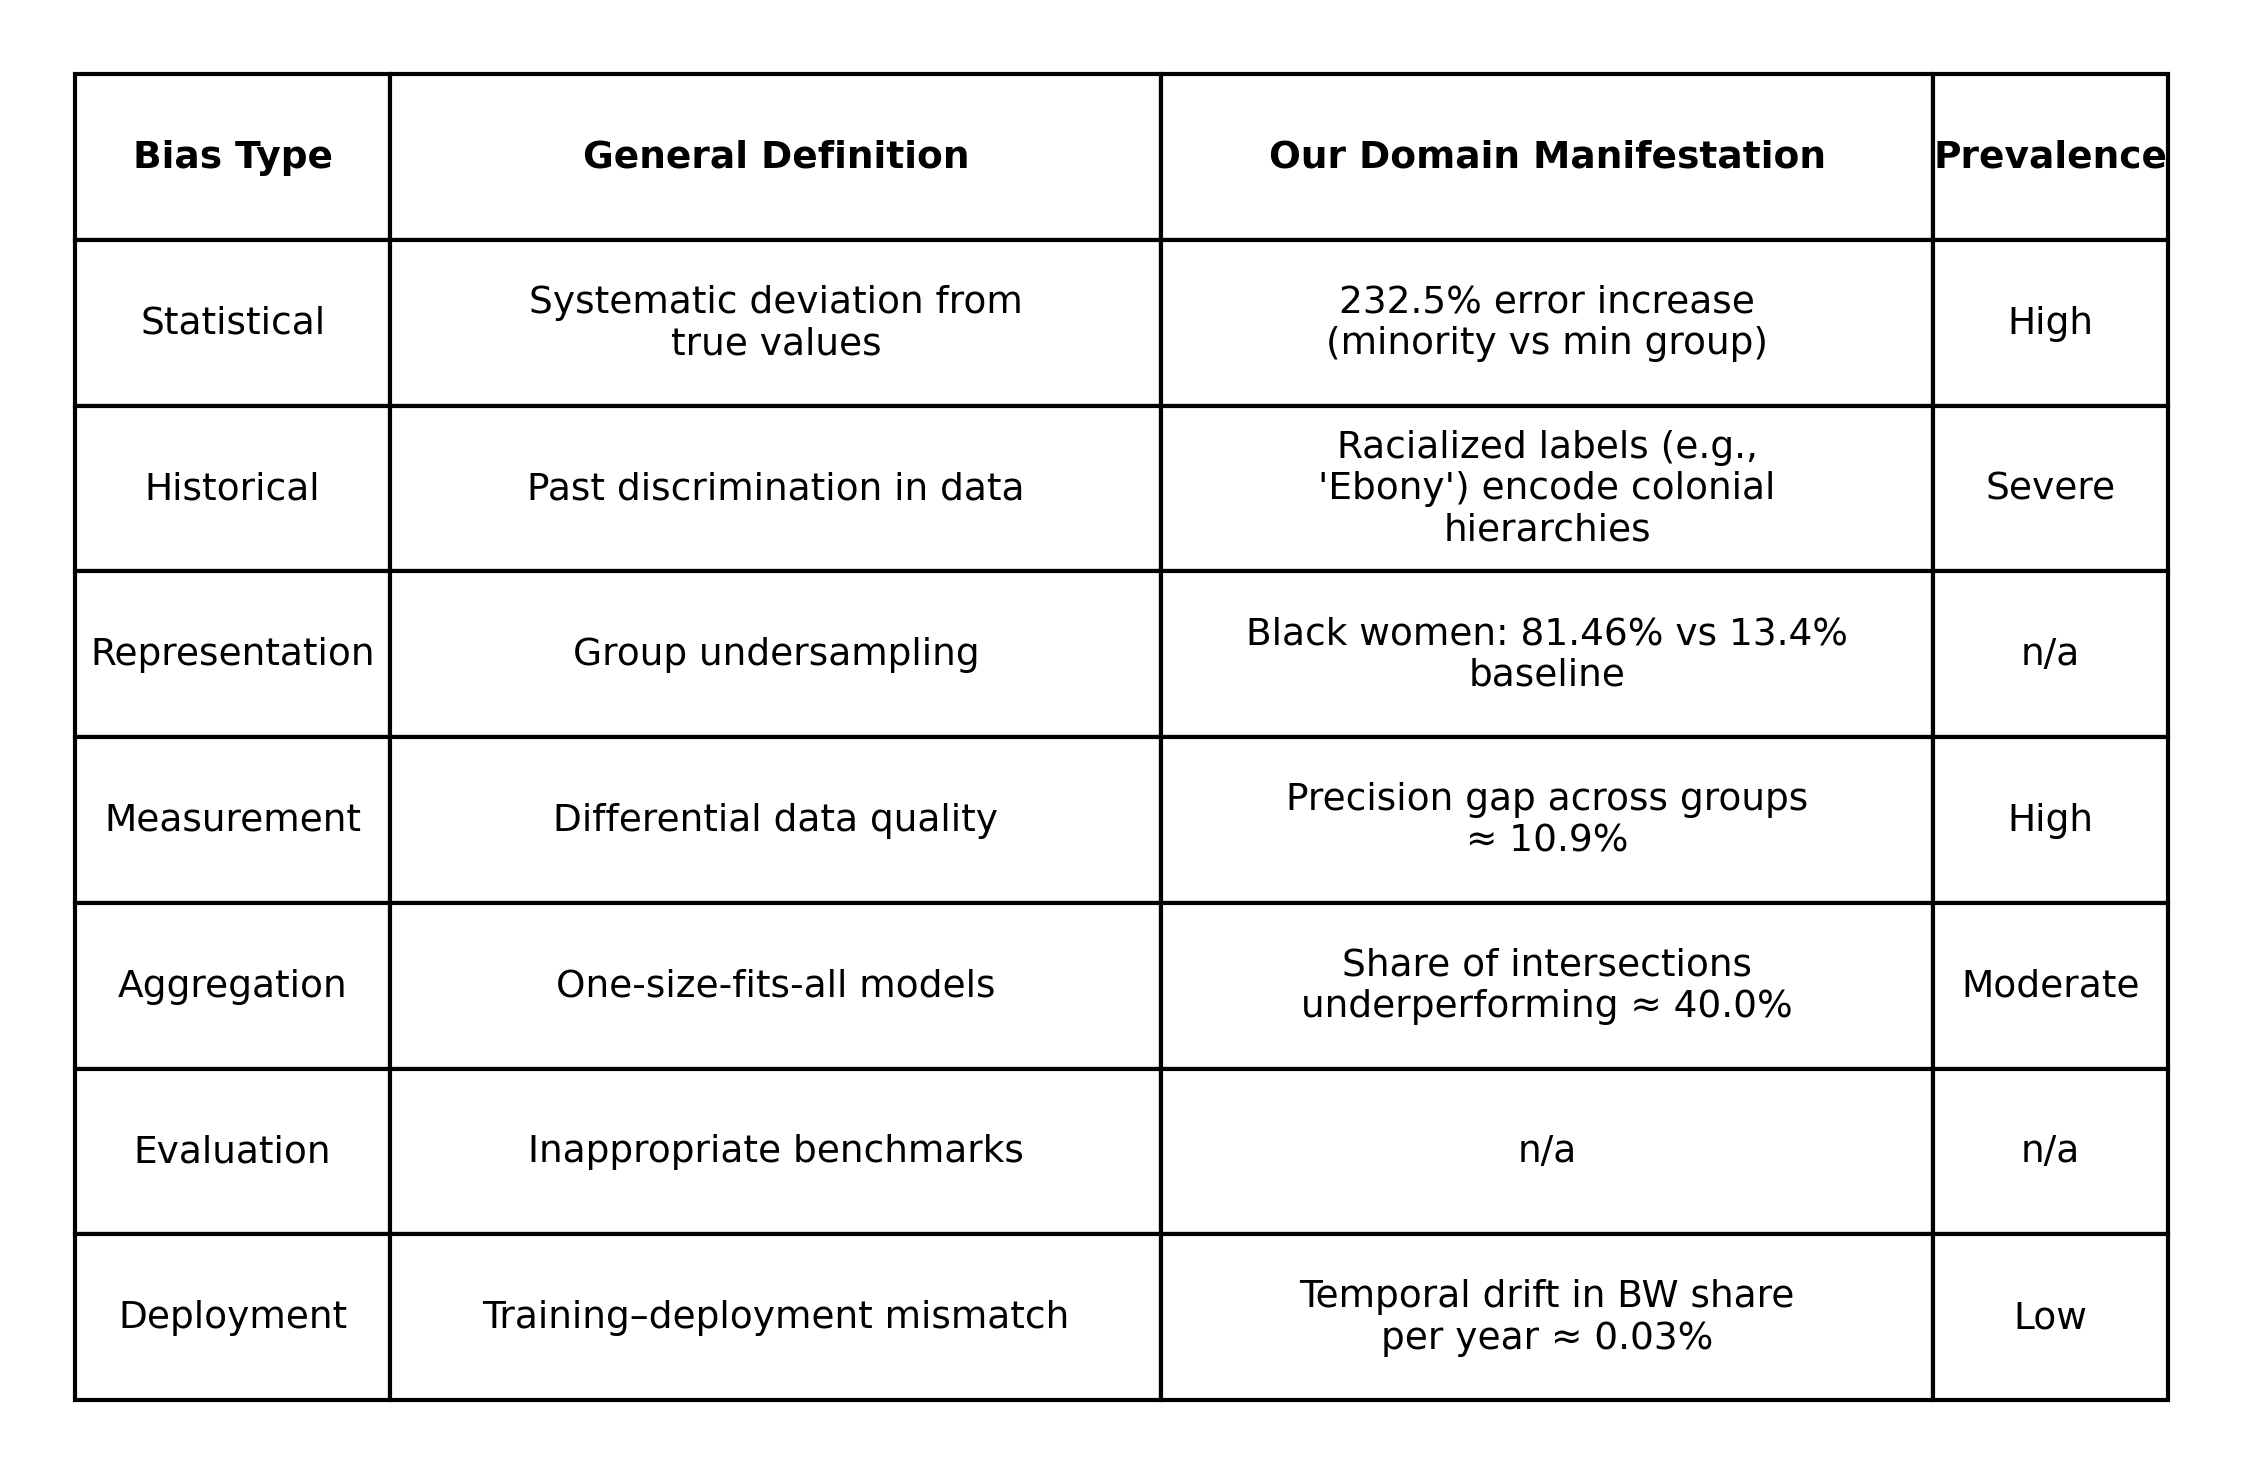 Bias Type
General Definition
Our Domain Manifestation
Prevalence
Statistical
Systematic deviation from
true values
232.5% error increase
(minority vs min group)
High
Historical
Past discrimination in data
Racialized labels (e.g.,
'Ebony') encode colonial
hierarchies
Severe
Representation
Group undersampling
Black women: 81.46% vs 13.4%
baseline
n/a
Measurement
Differential data quality
Precision gap across groups
≈ 10.9%
High
Aggregation
One-size-fits-all models
Share of intersections
underperforming ≈ 40.0%
Moderate
Evaluation
Inappropriate benchmarks
n/a
n/a
Deployment
Training–deployment mismatch
Temporal drift in BW share
per year ≈ 0.03%
Low